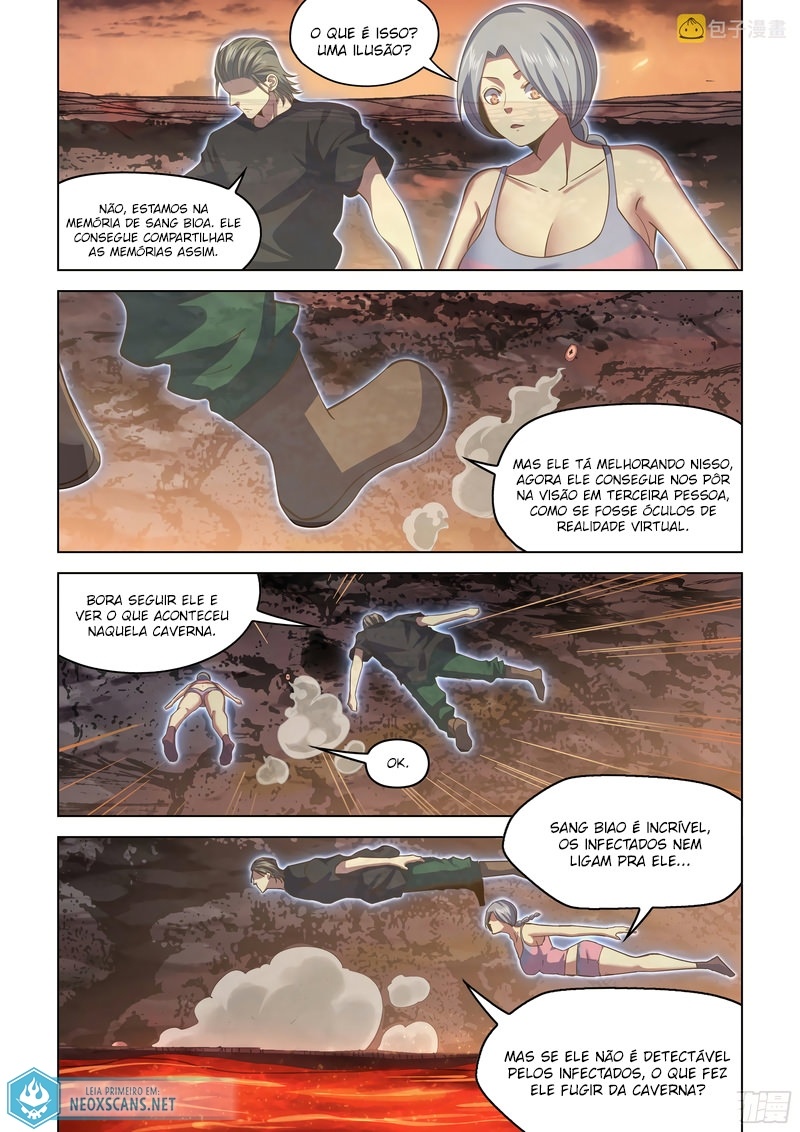 包子漫畫
O QUE É ISSO?
UMA ILUSÃO?
NÃO, ESTAMOS NA
MEMÓRIA DE SANG BIOA. ELE
CONSEGUE COMPARTILHAR
AS MEMÓRIAS ASSIM.
MAS ELE TÁ MELHORANDO NISSO,
AGORA ELE CONSEGUE NOS PÔR
NA VISÃO EM TERCEIRA PESSOA,
COMO SE FOSSE ÓCULOS DE
REALIDADE VIRTUAL.
BORA SEGUIR ELE E
VER O QUE ACONTECEU
NAQUELA CAVERNA.
OK.
SANG BIAO É INCRÍVEL,
OS INFECTADOS NEM
LIGAM PRA ELE...
MAS SE ELE NÃO É DETECTÁVEL
PELOS INFECTADOS, O QUE FEZ
ELE FUGIR DA CAVERNA?
LEIA PRIMEIRO EM:
NEOXSCANS.NET
动漫